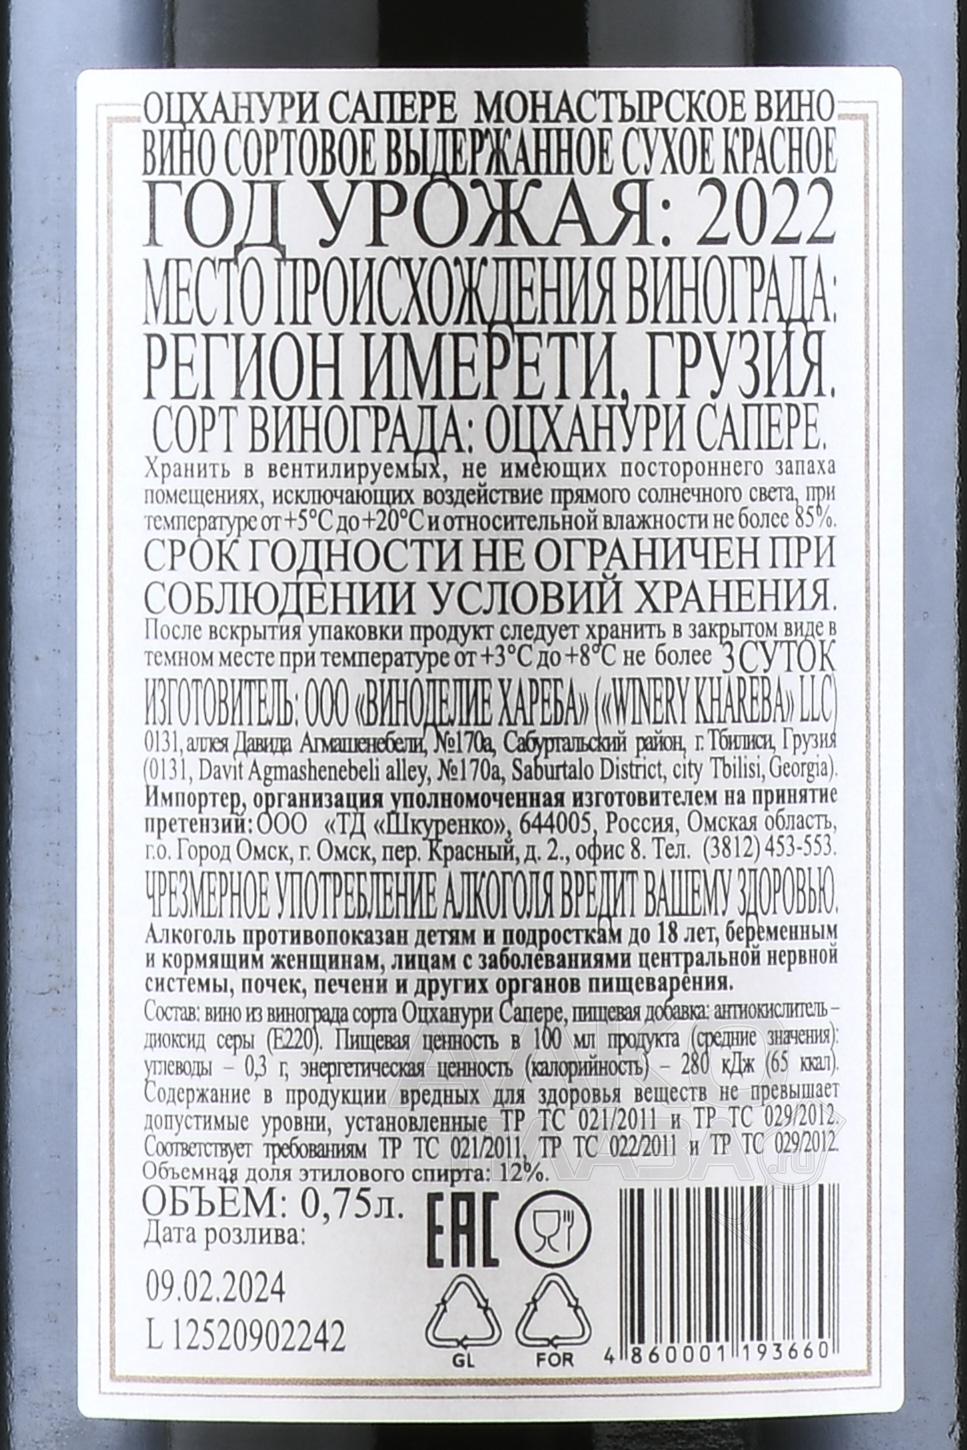 ОЦХАНУРИ САПЕРЕ МОНАСТЫРСКОЕ ВИНО
ВИНО СОРТОВОЕ ВЫДЕРЖАННОЕ СУХОЕ КРАСНОЕ
ГОД УРОЖАЯ: 2022
МЕСТО ПРОИСХОЖДЕНИЯ ВИНОГРАДА:
РЕГИОН ИМЕРЕТИ, ГРУЗИЯ.
СОРТ ВИНОГРАДА: ОЦХАНУРИ САПЕРЕ.
Хранить в вентилируемых, не имеющих постороннего запаха
помещениях, исключающих воздействие прямого солнечного света, при
температуре от +5°C до +20°C и относительной влажности не более 85%.
СРОК ГОДНОСТИ НЕ ОГРАНИЧЕН ПРИ
СОБЛЮДЕНИИ УСЛОВИЙ ХРАНЕНИЯ.
После вскрытия упаковки продукт следует хранить в закрытом виде в
темном месте при температуре от +3°C до +8°C не более 3 СУТОК
ИЗГОТОВИТЕЛЬ: ООО «ВИНОДЕЛИЕ ХАРЕБА» («WINERY KHAREBA» LLC)
0131, аллея Давида Агмашенебели, №170а, Сабурталский район, г. Тбилиси, Грузия
(0131, Davit Agmashenebeli alley, №170a, Saburtalo District, city Tbilisi, Georgia).
Импортер, организация уполномоченная изготовителем на принятие
претензий: ООО «ТД «Шкуренко», 644005, Россия, Омская область,
г.о. Город Омск, г. Омск, пер. Красный, д. 2., офис 8. Тел. (3812) 453-553.
ЧРЕЗМЕРНОЕ УПОТРЕБЛЕНИЕ АЛКОГОЛЯ ВРЕДИТ ВАШЕМУ ЗДОРОВЬЮ.
Алкоголь противопоказан детям и подросткам до 18 лет, беременным
и кормящим женщинам, лицам с заболеваниями центральной нервной
системы, почек, печени и других органов пищеварения.
Состав: вино из винограда сорта Оцханури Сапере, пищевая добавка: антиокислитель –
диоксид серы (Е220). Пищевая ценность в 100 мл продукта (средние значения):
углеводы – 0,3 г, энергетическая ценность (калорийность) – 280 кДж (65 ккал).
Содержание в продукции вредных для здоровья веществ не превышает
допустимые уровни, установленные ТР ТС 021/2011 и ТР ТС 029/2012.
Соответствует требованиям ТР ТС 021/2011, ТР ТС 022/2011 и ТР ТС 029/2012.
Объемная доля этилового спирта: 12%.
ОБЪЁМ: 0,75л.
Дата розлива:
09.02.2024
L 12520902242
EAC
GL
FOR
4 860001 193660